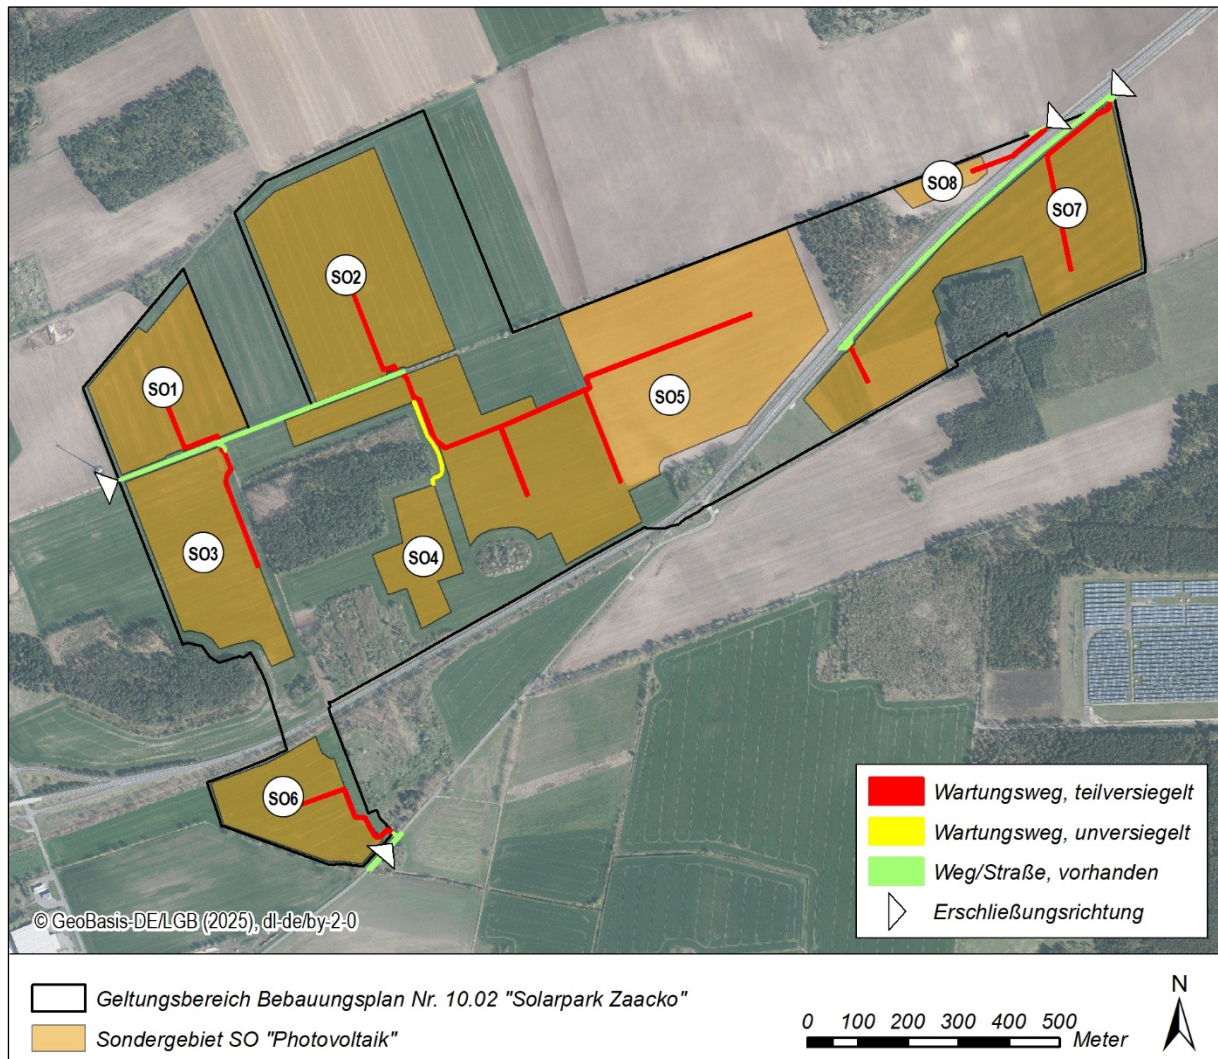 SO8
SO7
SO2
SO1
SO5
SO3
SO4
SO6
Wartungsweg, teilversiegelt
Wartungsweg, unversiegelt
Weg/Straße, vorhanden
Erschließungsrichtung
© GeoBasis-DE/LGB (2025), dl-de/by-2-0
Geltungsbereich Bebauungsplan Nr. 10.02 "Solarpark Zaacko"
Sondergebiet SO "Photovoltaik"
0 100 200 300 400 500
Meter
N